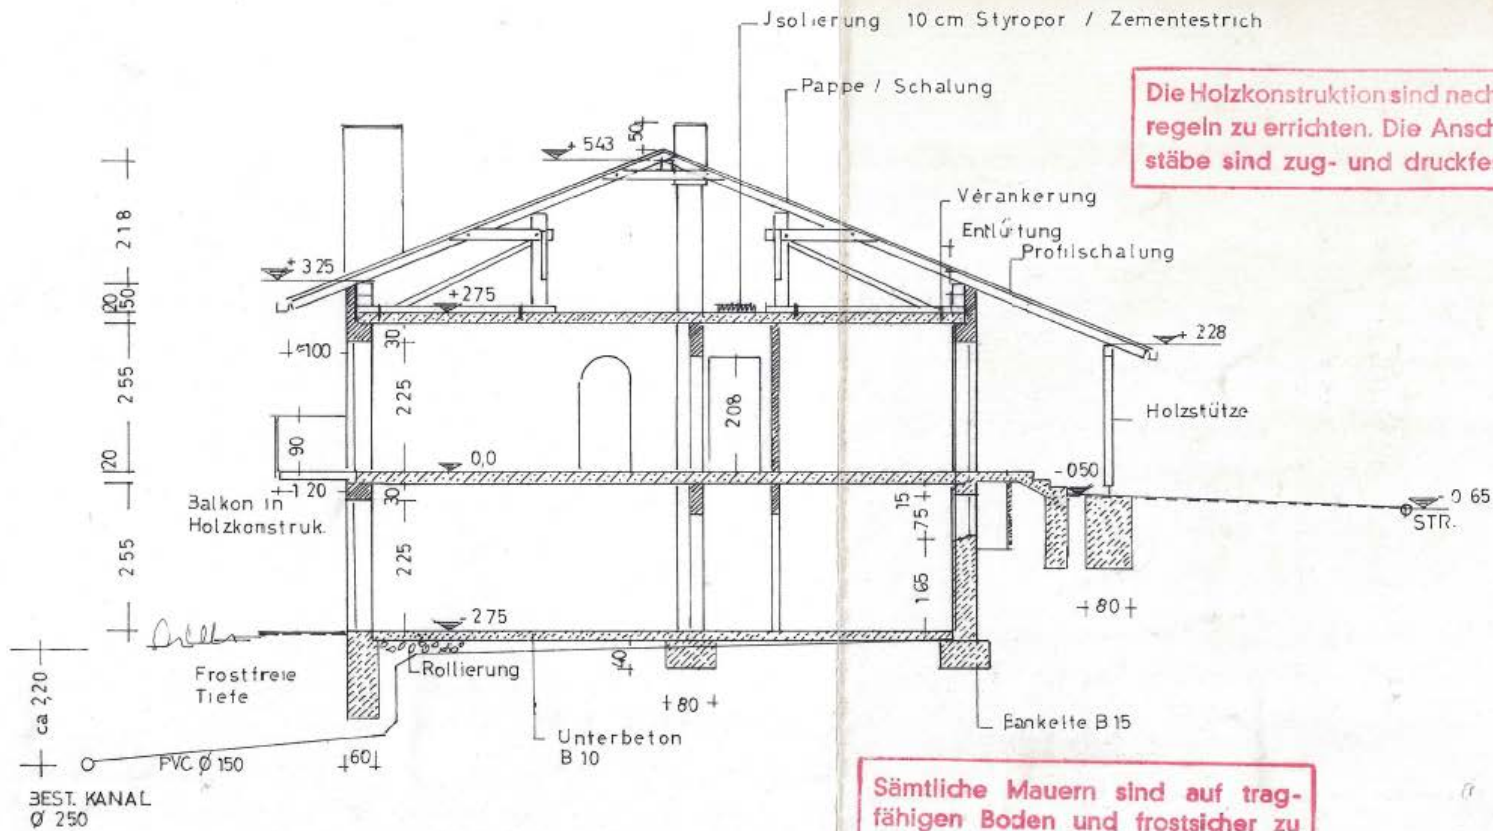 Jsolierung 10 cm Styropor / Zementestrich
Pappe / Schalung
Die Holzkonstruktion sind nach
regeln zu errichten. Die Ansch
stäbe sind zug- und druckfe
50
+ 543
Verankerung
Entlüftung
Profilschalung
218
+ 325
+275
20
50
+ 228
100
30
255
225
208
Holzstütze
90
20
0,0
- 050
- 0 65
STR.
120
Balkon in
Holzkonstruk.
30
15
75
255
225
165
80
- 275
Frostfreie
Tiefe
Rollierung
40
ca 2,20
80
Bankette B 15
Unterbeton
B 10
PVC Ø 150
60
BEST. KANAL
Ø 250
Sämtliche Mauern sind auf trag-
fähigen Boden und frostsicher zu